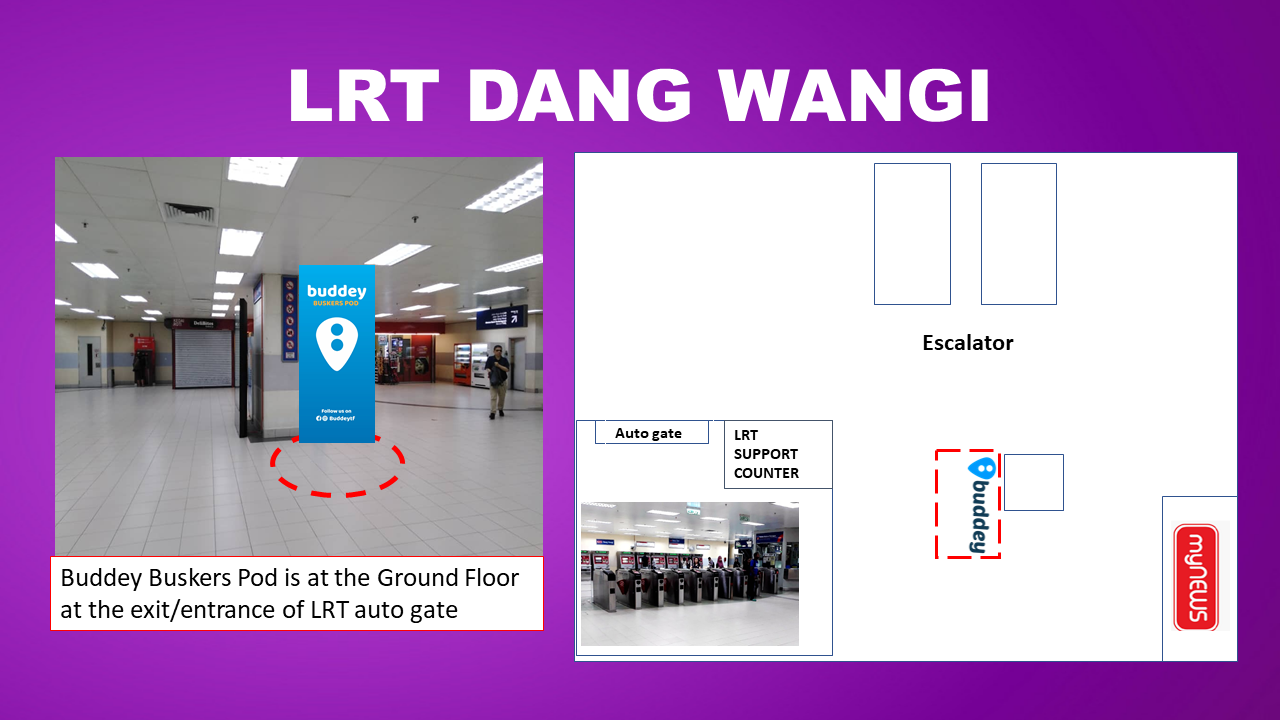 LRT DANG WANGI
buddey
BUSKERS POD
Follow us on
Buddeytf
Buddey Buskers Pod is at the Ground Floor
at the exit/entrance of LRT auto gate
Escalator
Auto gate
LRT
SUPPORT
COUNTER
buddey
myNEWS